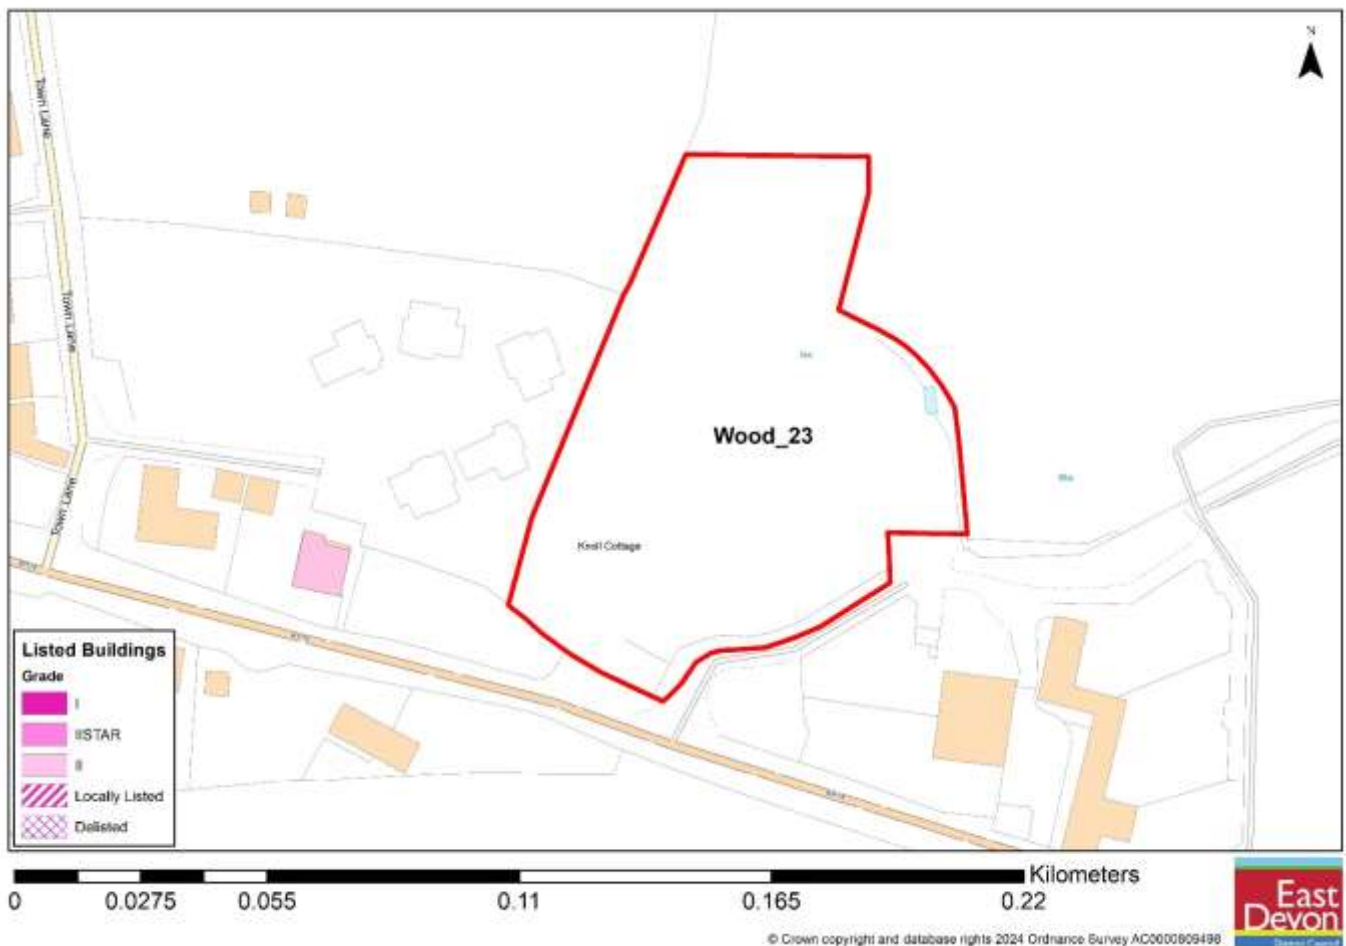 N
Town Lane
Town Lane
Town Lane
Wood_23
Knoll Cottage
Listed Buildings
Grade
I
IISTAR
II
Locally Listed
Delisted
Kilometers
0 0.0275 0.055 0.11 0.165 0.22
East
Devon
District Council
© Crown copyright and database rights 2024 Ordnance Survey AC0000809498